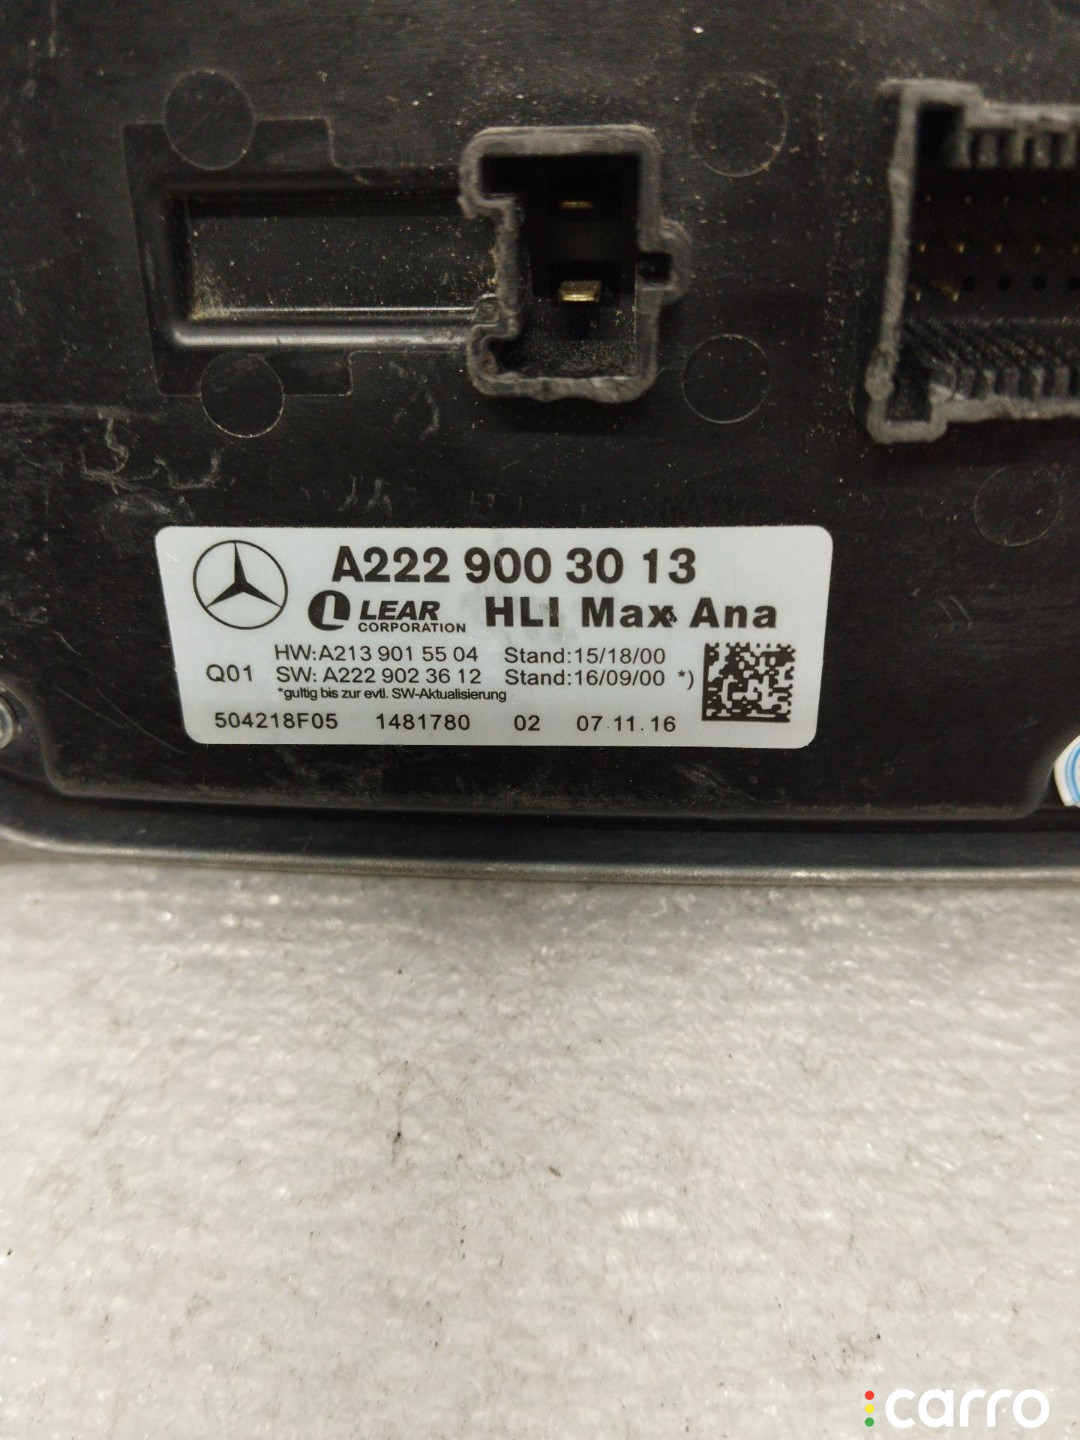 A222 900 30 13
LEAR CORPORATION HLI Max Ana
HW:A213 901 55 04 Stand:15/18/00
Q01 SW: A222 902 36 12 Stand:16/09/00 *)
*gultig bis zur evtl. SW-Aktualisierung
504218F05 1481780 02 07.11.16
carro